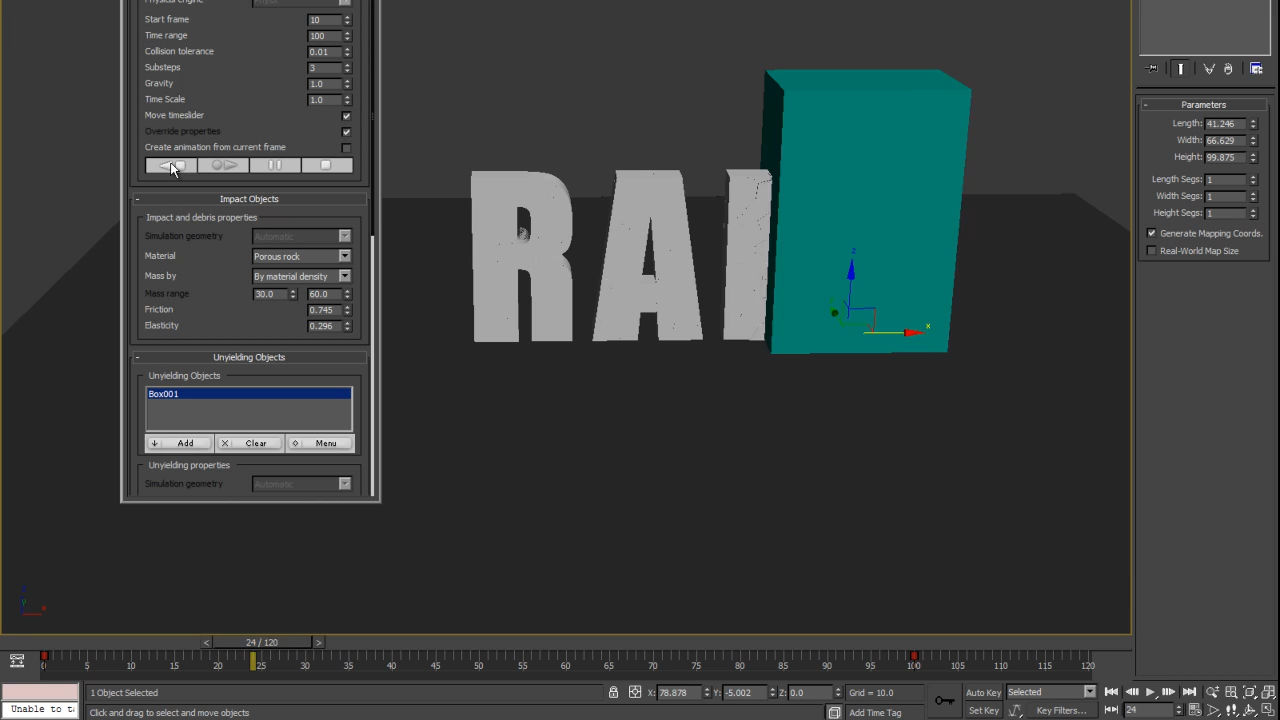 Physical engine
Start frame 10
Time range 100
Collision tolerance 0.01
Substeps 3
Gravity 1.0
Time Scale 1.0
Move timeslider
Override properties
Create animation from current frame
- Impact Objects
Impact and debris properties
Simulation geometry Automatic
Material Porous rock
Mass by By material density
Mass range 30.0 60.0
Friction 0.745
Elasticity 0.296
- Unyielding Objects
Unyielding Objects
Box001
Add X Clear Menu
Unyielding properties
Simulation geometry Automatic
RAI
z
x
- Parameters
Length: 41.246
Width: 66.629
Height: 99.875
Length Segs: 1
Width Segs: 1
Height Segs: 1
Generate Mapping Coords.
Real-World Map Size
< 24 / 120 >
0 5 10 15 20 25 30 35 40 45 50 55 60 65 70 75 80 85 90 95 100 105 110 115 120
1 Object Selected X: 78.878 Y: -5.002 Z: 0.0 Grid = 10.0 Auto Key Selected
Unable to ta Click and drag to select and move objects Add Time Tag Set Key Key Filters... 24